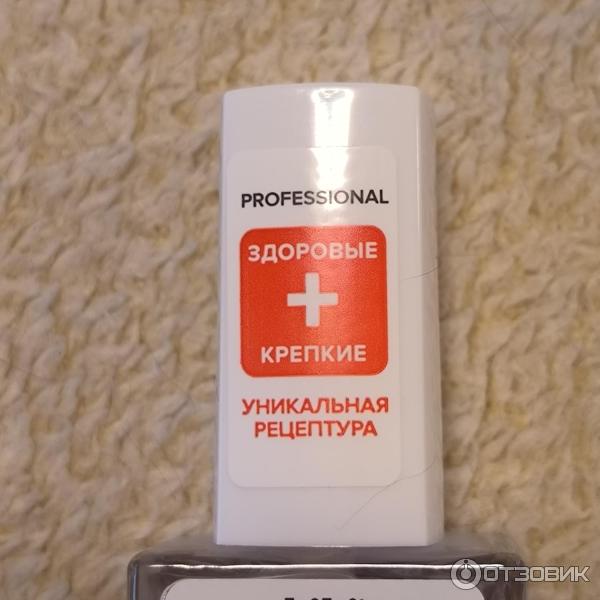 PROFESSIONAL
ЗДОРОВЫЕ
+
КРЕПКИЕ
УНИКАЛЬНАЯ
РЕЦЕПТУРА
ОТЗОВИК